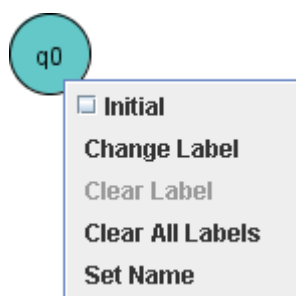 q0
Initial
Change Label
Clear Label
Clear All Labels
Set Name